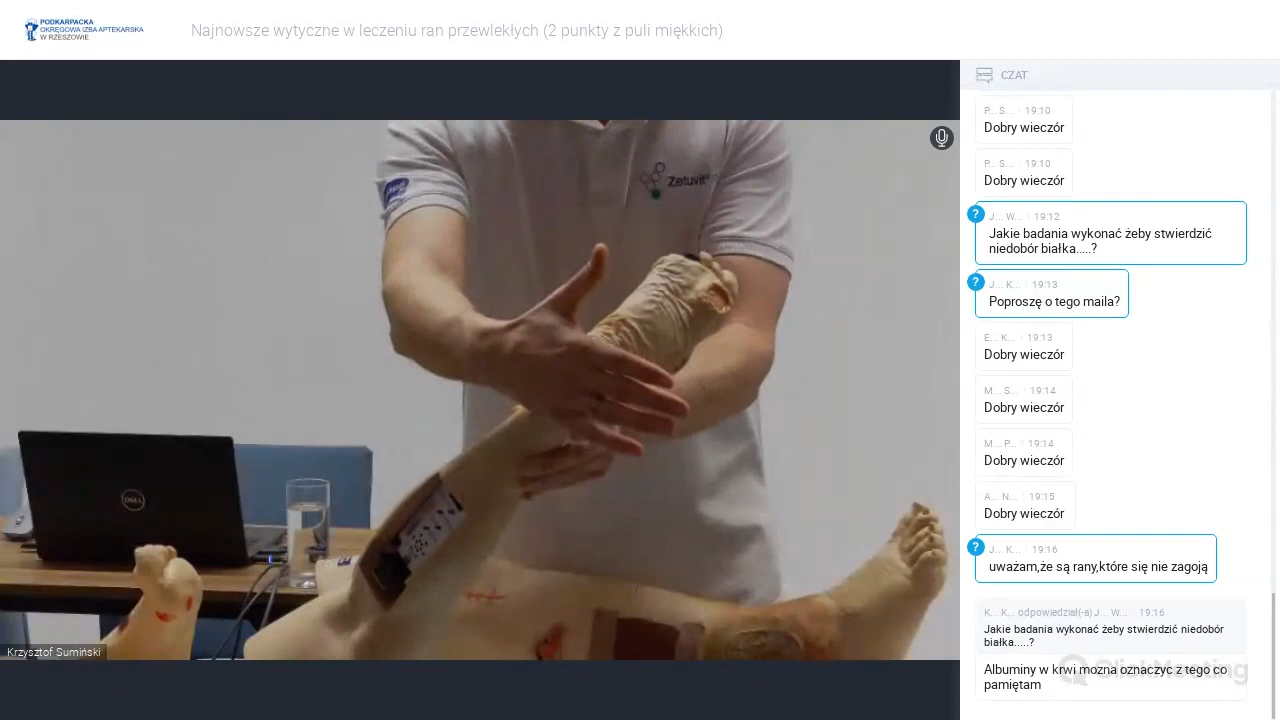 PODKARPACKA
OKRĘGOWA IZBA APTEKARSKA
W RZESZOWIE
Najnowsze wytyczne w leczeniu ran przewlekłych (2 punkty z puli miękkich)
CZAT
P... S... 19:10
Dobry wieczór
P... S... 19:10
Dobry wieczór
? J... W... 19:12
Jakie badania wykonać żeby stwierdzić
niedobór białka.....?
? J... K... 19:13
Poproszę o tego maila?
E... K... 19:13
Dobry wieczór
M... S... 19:14
Dobry wieczór
M... P... 19:14
Dobry wieczór
A... N... 19:15
Dobry wieczór
? J... K... 19:16
uważam,że są rany,które się nie zagoją
K... K... odpowiedział(-a) J... W... 19:16
Jakie badania wykonać żeby stwierdzić niedobór
białka.....?
Albuminy w krwi mozna oznaczyc z tego co
pamiętam
ClickMeeting
Zetuvit
DELL
Krzysztof Sumiński